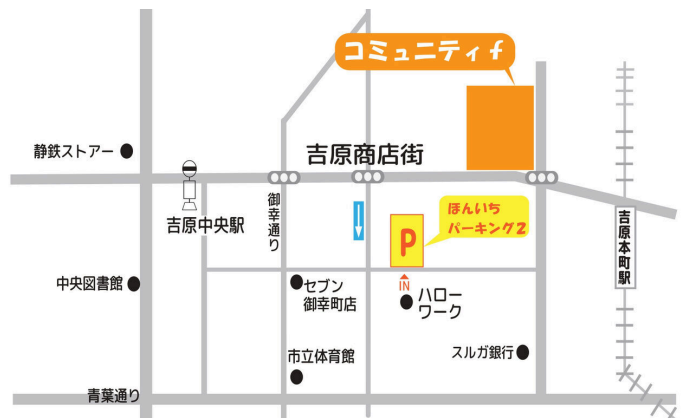 コミュニティf
静鉄ストアー
吉原商店街
吉原中央駅
御幸通り
ほんいち
パーキング2
P
吉原本町駅
IN
中央図書館
セブン
御幸町店
ハロー
ワーク
市立体育館
スルガ銀行
青葉通り